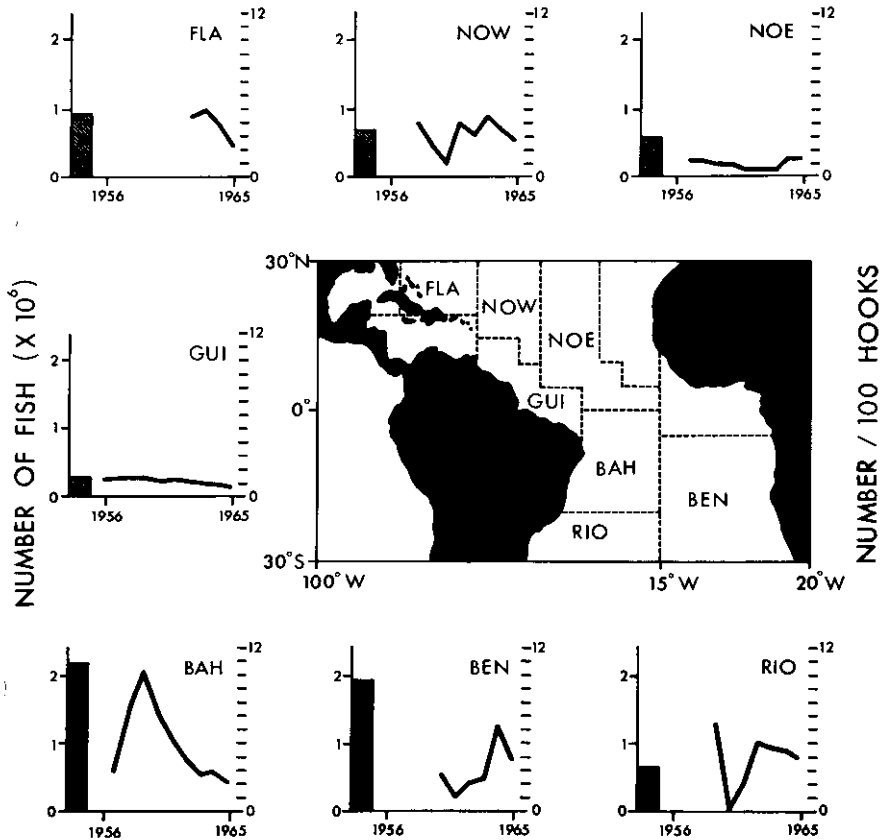 FLA
2
1
0
12
0
1956
1965
NOW
2
1
0
12
0
1956
1965
NOE
2
1
0
12
0
1956
1965
NUMBER OF FISH (X 10⁶)
GUI
2
1
0
12
0
1956
1965
30°N
0°
30°S
100°W
15°W
20°W
FLA
NOW
NOE
GUI
BAH
BEN
RIO
NUMBER / 100 HOOKS
BAH
2
1
0
12
0
1956
1965
BEN
2
1
0
12
0
1956
1965
RIO
2
1
0
12
0
1956
1965